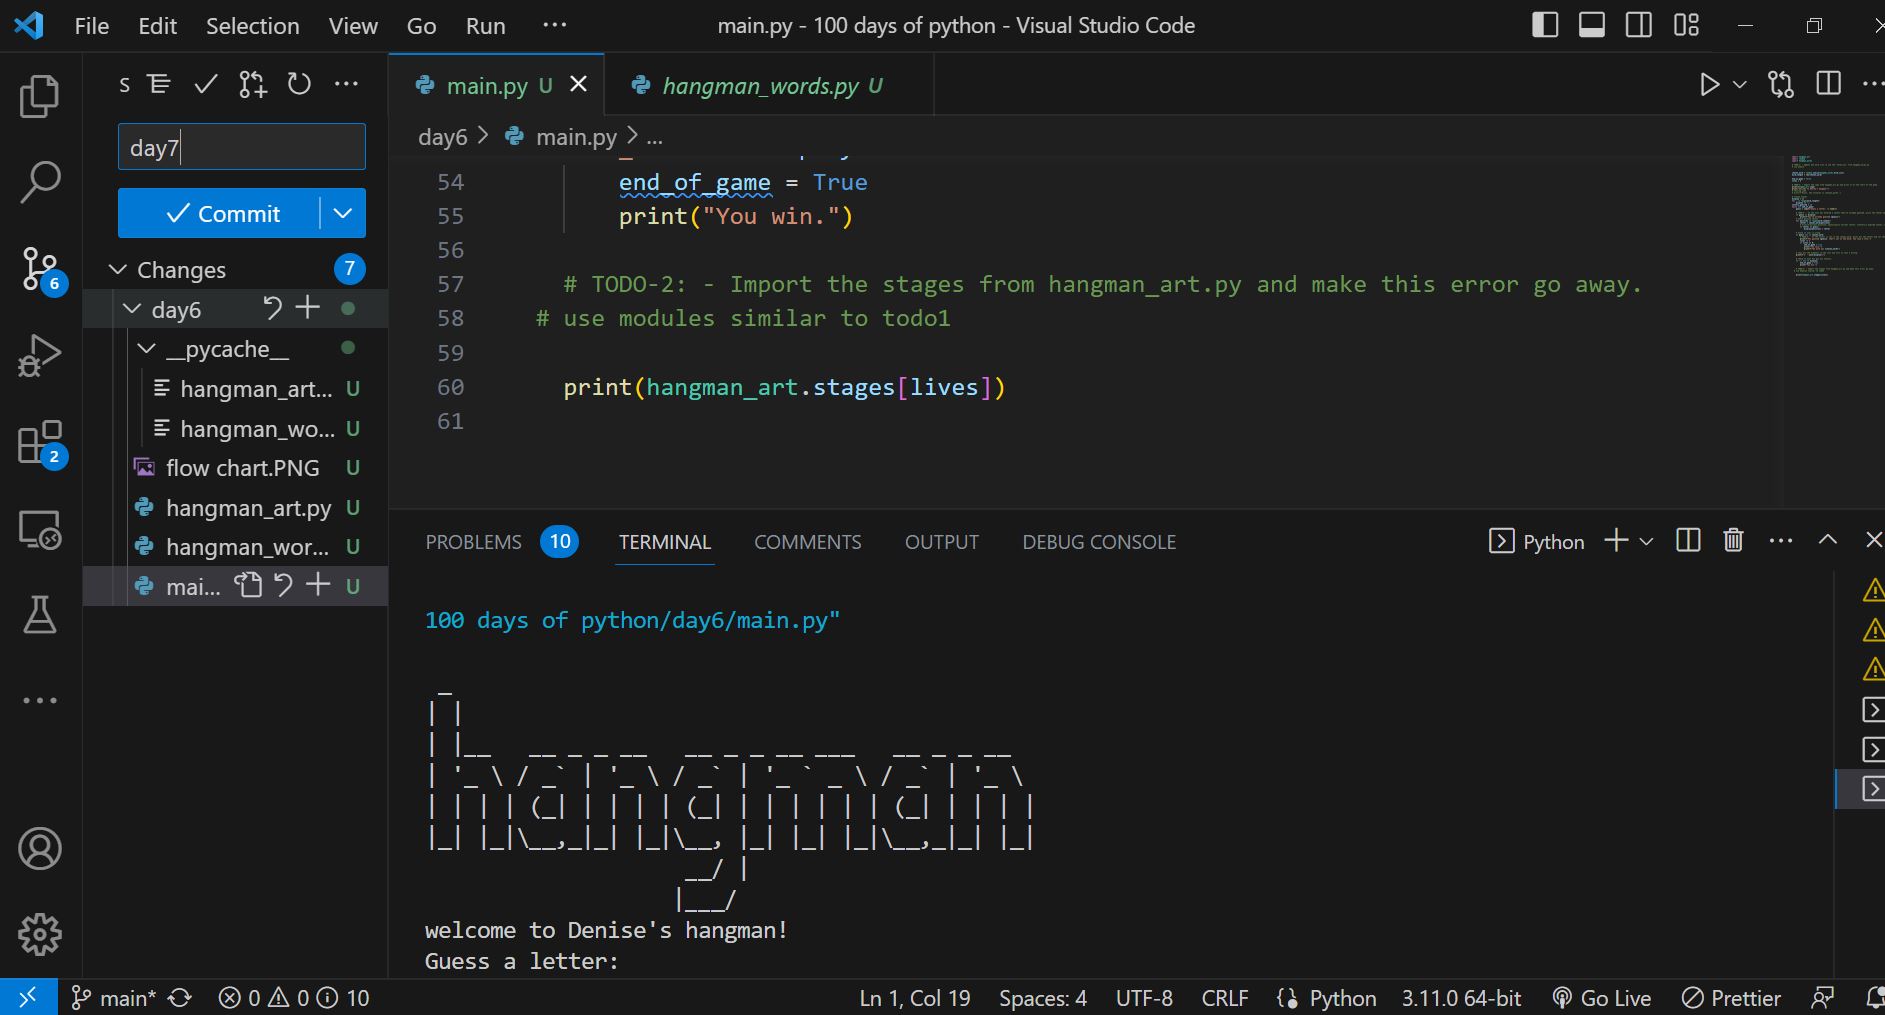 File Edit Selection View Go Run ··· main.py - 100 days of python - Visual Studio Code
S
main.py U
hangman_words.py U
day7
day6 > main.py > ...
Commit
Changes 7
day6
__pycache__
hangman_art... U
hangman_wo... U
flow chart.PNG U
hangman_art.py U
hangman_wor... U
mai... U
6
2
54 end_of_game = True
55 print("You win.")
56
57 # TODO-2: - Import the stages from hangman_art.py and make this error go away.
58 # use modules similar to todo1
59
60 print(hangman_art.stages[lives])
61
PROBLEMS 10 TERMINAL COMMENTS OUTPUT DEBUG CONSOLE Python
100 days of python/day6/main.py"
hangman
welcome to Denise's hangman!
Guess a letter:
main* 0 0 10 Ln 1, Col 19 Spaces: 4 UTF-8 CRLF Python 3.11.0 64-bit Go Live Prettier